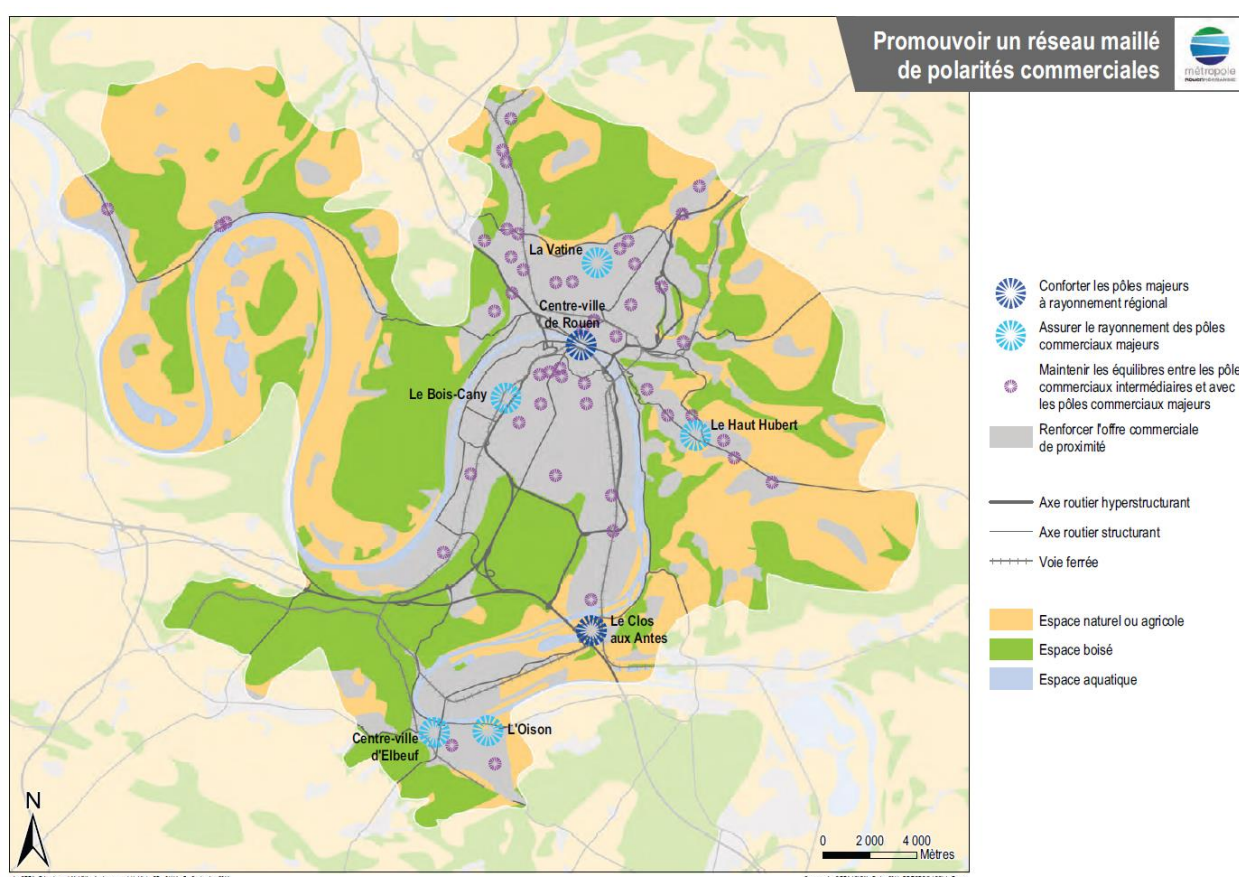 Promouvoir un réseau maillé
de polarités commerciales
métropole
ROUENNORMANDIE
La Vatine
Centre-ville
de Rouen
Le Bois-Cany
Le Haut Hubert
Le Clos
aux Antes
Centre-ville
d'Elbeuf
L'Oison
N
0 2 000 4 000
Mètres
Conforter les pôles majeurs
à rayonnement régional
Assurer le rayonnement des pôles
commerciaux majeurs
Maintenir les équilibres entre les pôle
commerciaux intermédiaires et avec
les pôles commerciaux majeurs
Renforcer l'offre commerciale
de proximité
Axe routier hyperstructurant
Axe routier structurant
Voie ferrée
Espace naturel ou agricole
Espace boisé
Espace aquatique